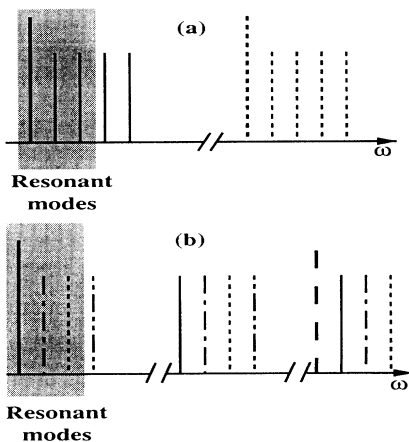 (a)
ω
Resonant
modes
(b)
ω
Resonant
modes